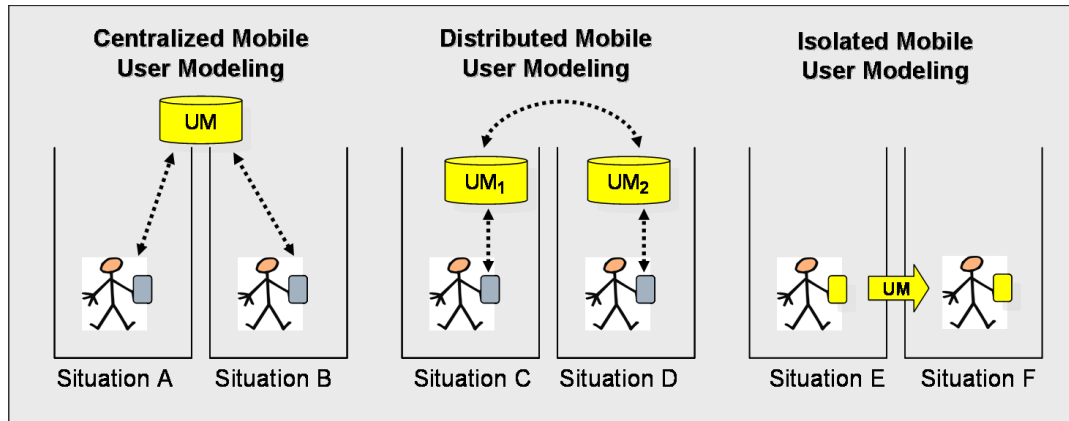 Centralized Mobile
User Modeling
Distributed Mobile
User Modeling
Isolated Mobile
User Modeling
UM
UM₁
UM₂
UM
Situation A
Situation B
Situation C
Situation D
Situation E
Situation F